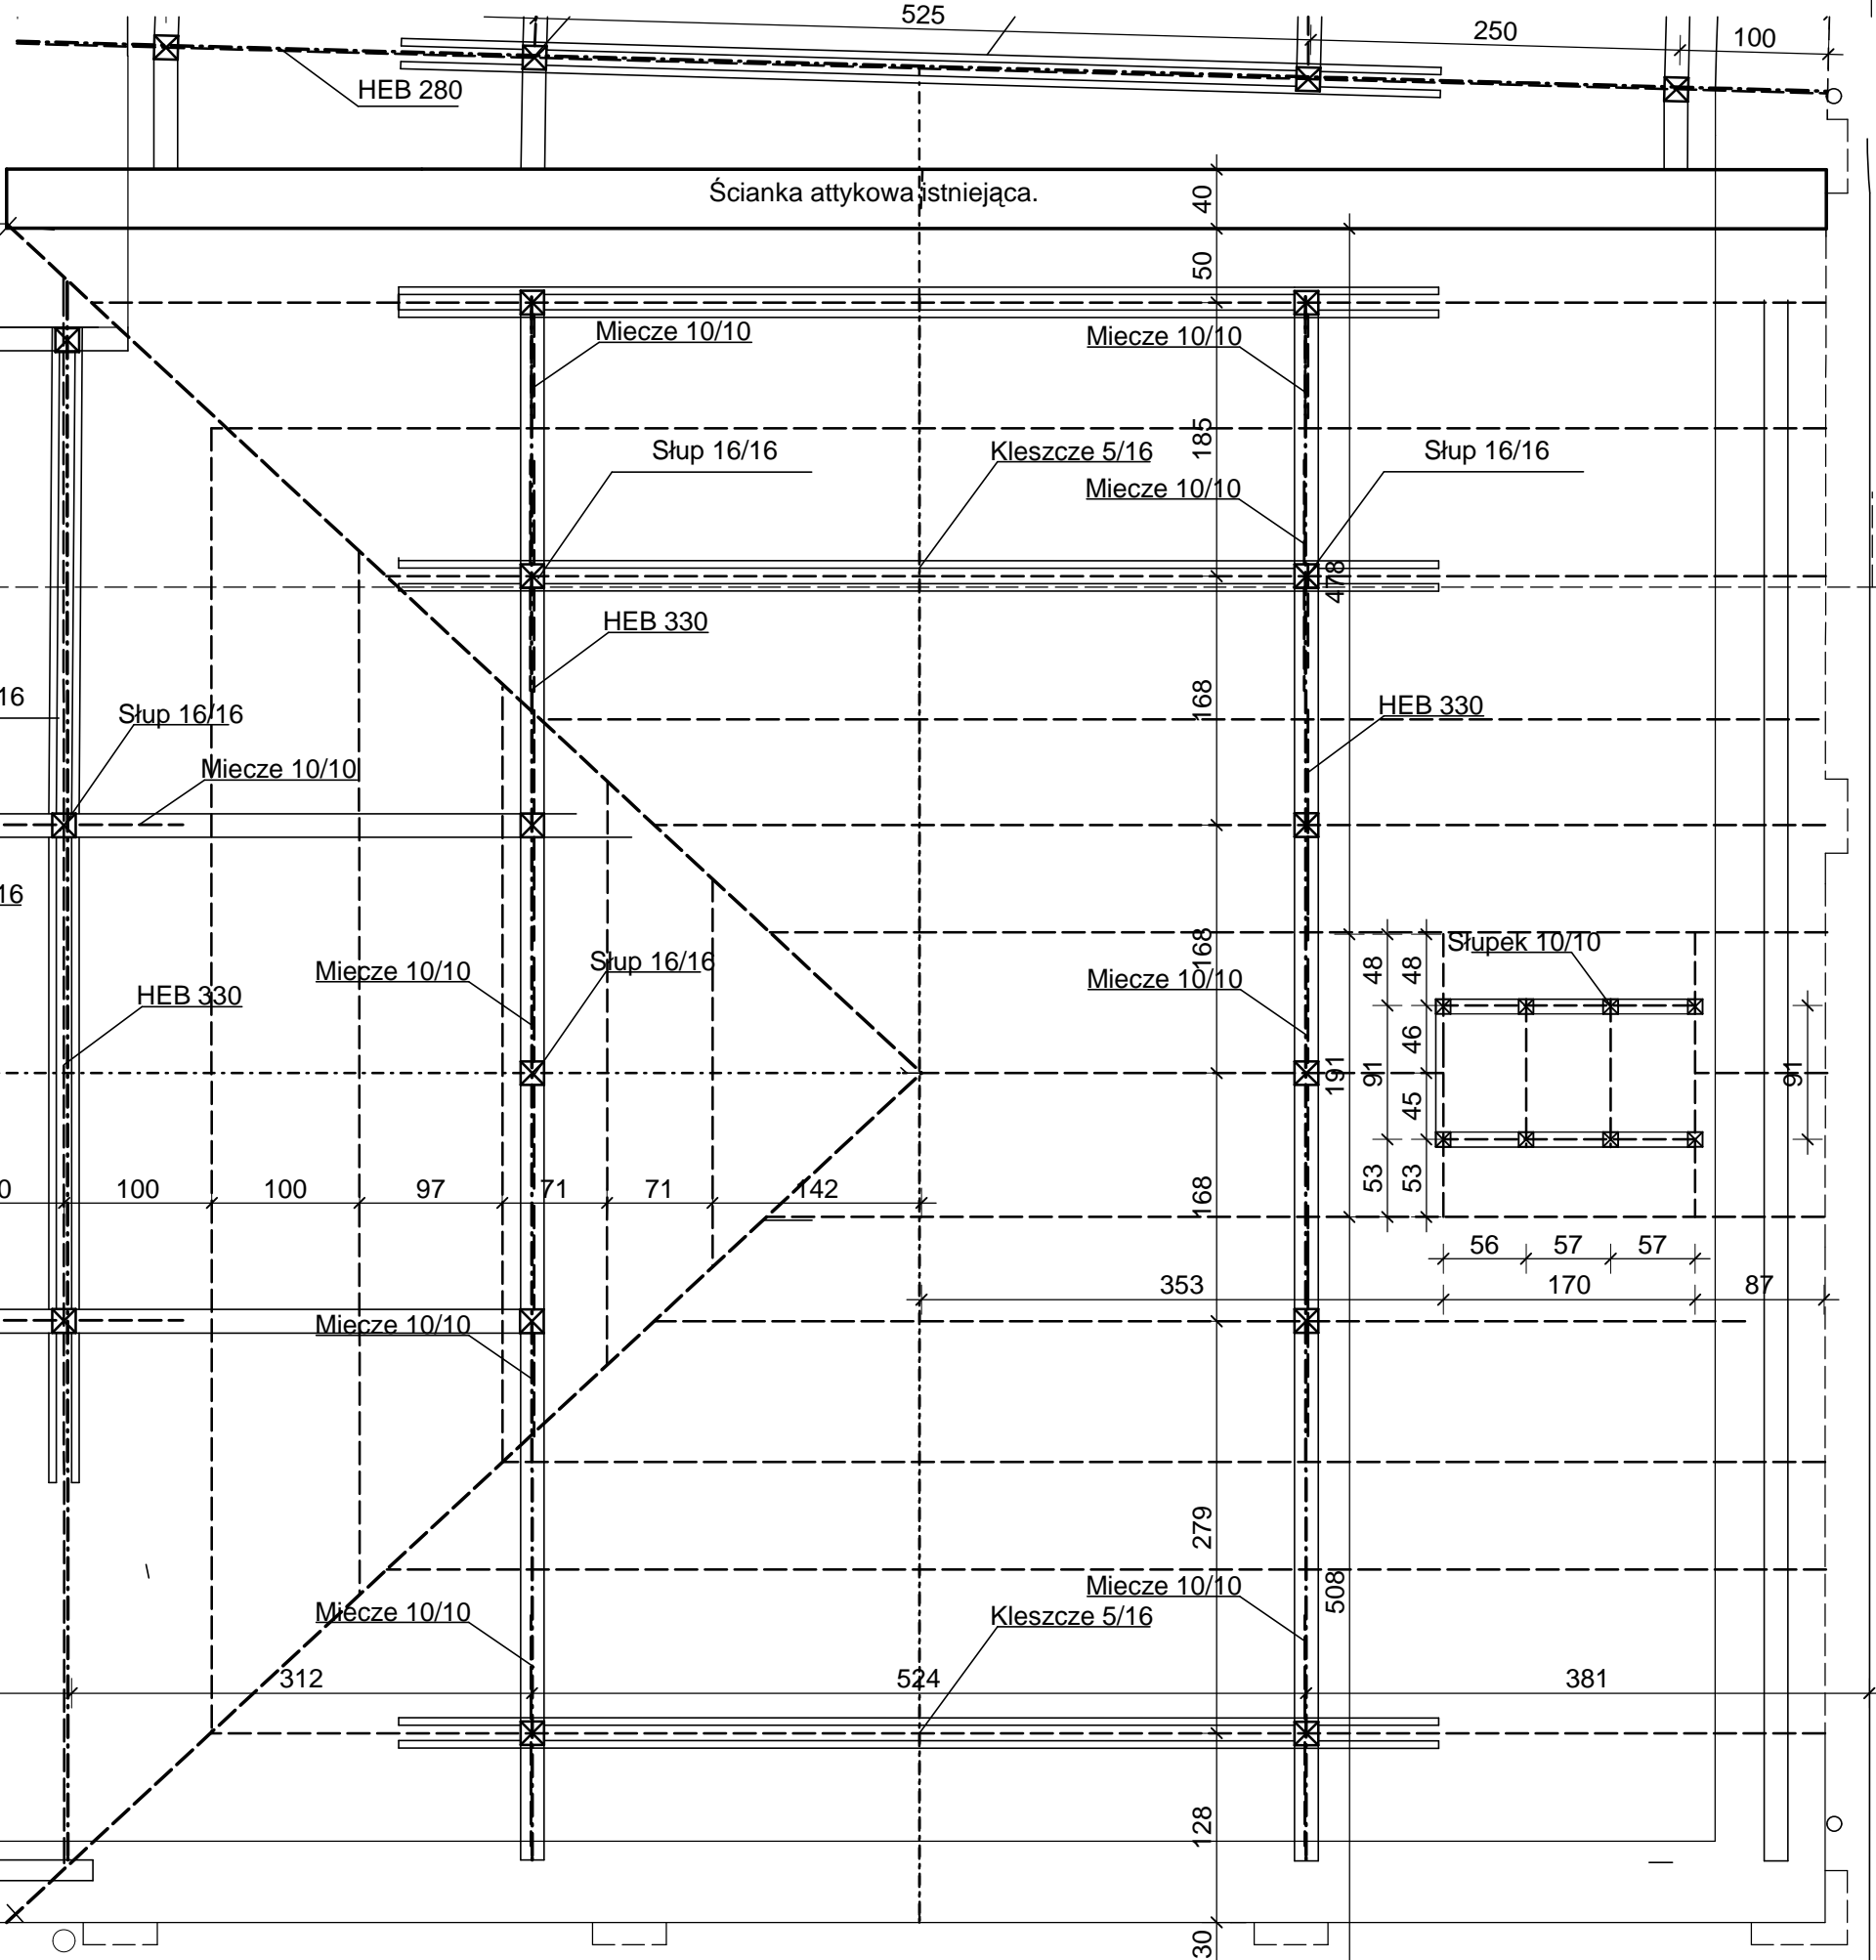 525
250
100
HEB 280
Ścianka attykowa istniejąca.
40
50
Miecze 10/10
Miecze 10/10
185
Słup 16/16
Kleszcze 5/16
Słup 16/16
Miecze 10/10
478
HEB 330
16
168
HEB 330
Słup 16/16
Miecze 10/10
16
Słupek 10/10
168
Słup 16/16
Miecze 10/10
Miecze 10/10
48
48
HEB 330
46
191
91
91
45
53
53
0
100
100
97
71
71
142
168
56
57
57
353
170
87
Miecze 10/10
279
508
Miecze 10/10
Miecze 10/10
Kleszcze 5/16
312
524
381
128
30